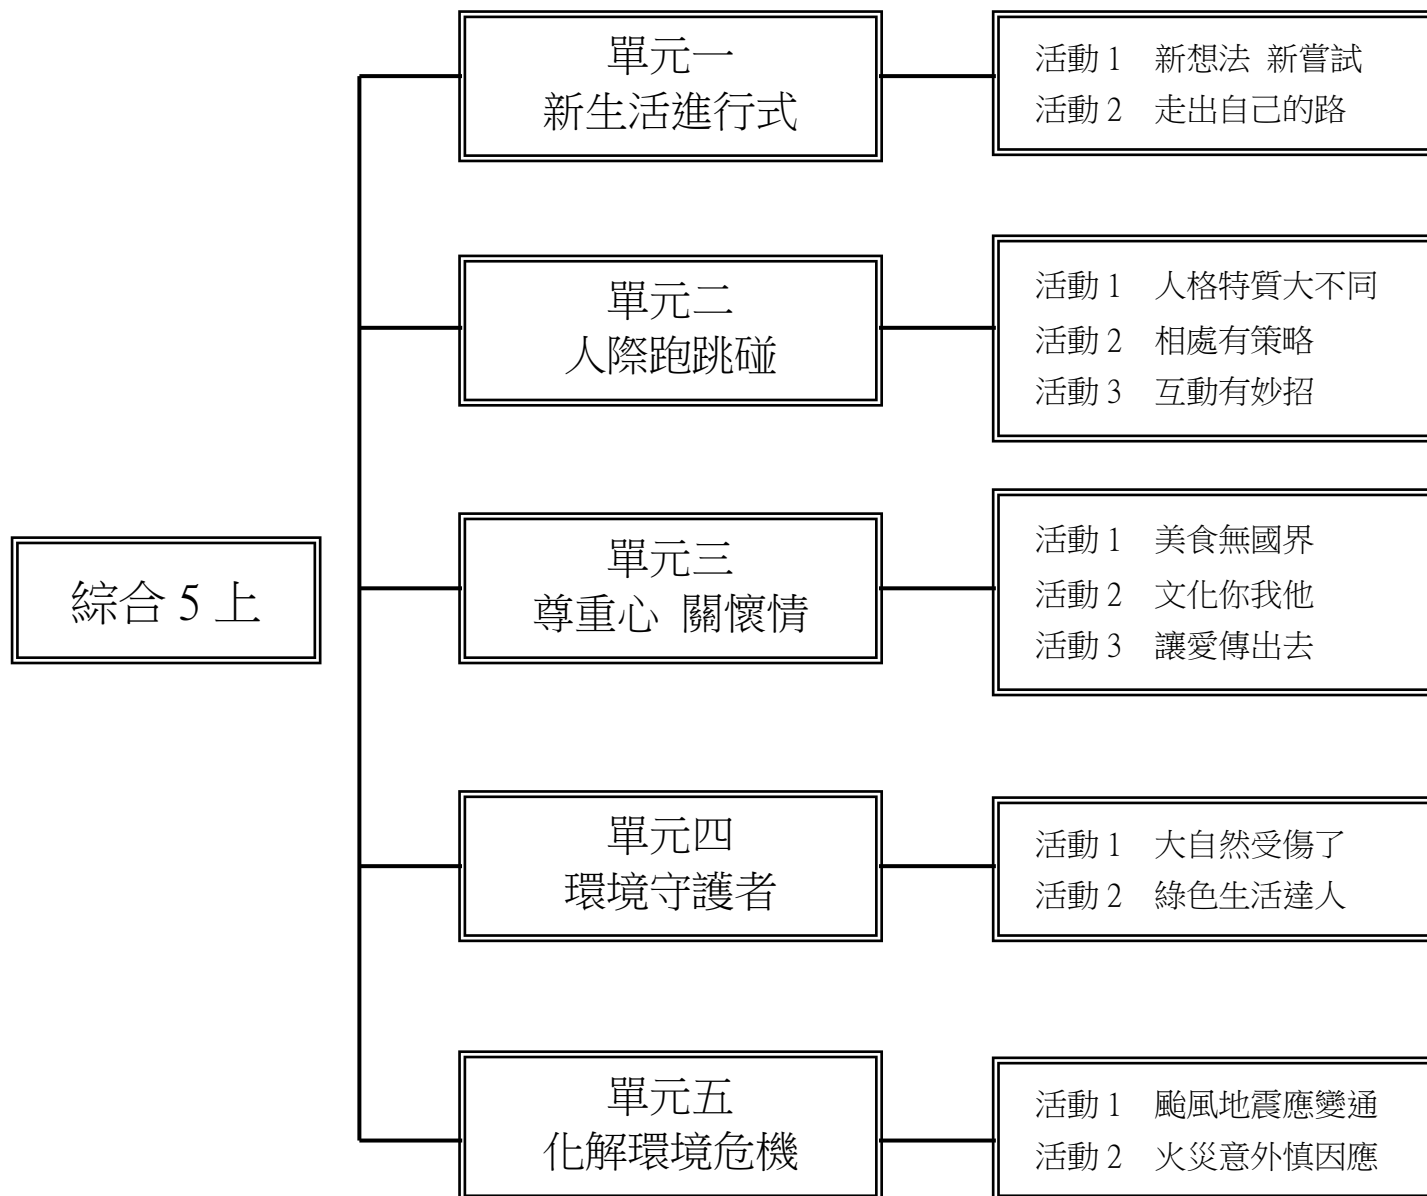 綜合 5 上
單元一
新生活進行式
活動 1 新想法 新嘗試
活動 2 走出自己的路
單元二
人際跑跳碰
活動 1 人格特質大不同
活動 2 相處有策略
活動 3 互動有妙招
單元三
尊重心 關懷情
活動 1 美食無國界
活動 2 文化你我他
活動 3 讓愛傳出去
單元四
環境守護者
活動 1 大自然受傷了
活動 2 綠色生活達人
單元五
化解環境危機
活動 1 颱風地震應變通
活動 2 火災意外慎因應